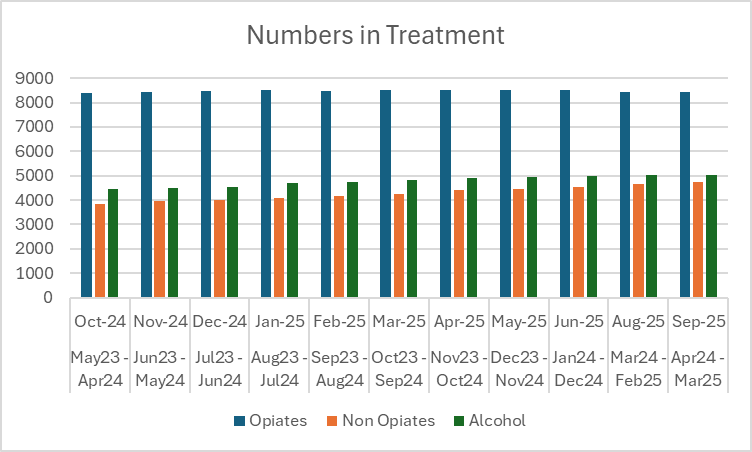 Numbers in Treatment
9000
8000
7000
6000
5000
4000
3000
2000
1000
0
Oct-24 Nov-24 Dec-24 Jan-25 Feb-25 Mar-25 Apr-25 May-25 Jun-25 Aug-25 Sep-25
May23 - Jun23 - Jul23 - Aug23 - Sep23 - Oct23 - Nov23 - Dec23 - Jan24 - Mar24 - Apr24 -
Apr24 May24 Jun24 Jul24 Aug24 Sep24 Oct24 Nov24 Dec24 Feb25 Mar25
Opiates Non Opiates Alcohol